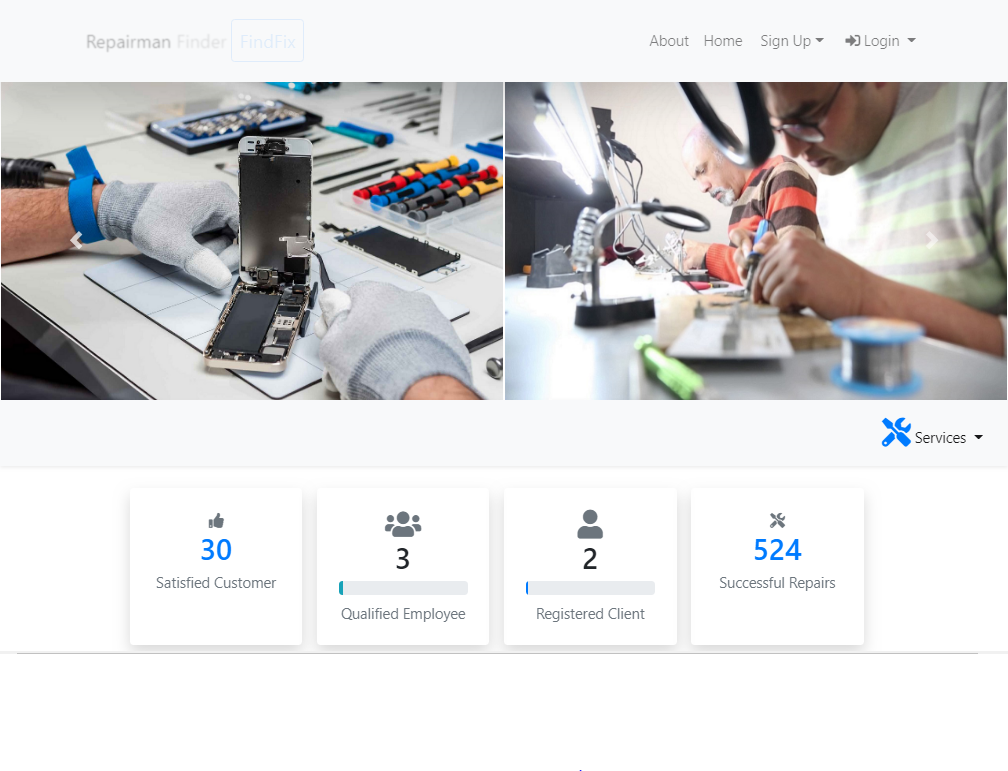 Repairman Finder FindFix
About Home Sign Up Login
Services
30
Satisfied Customer
3
Qualified Employee
2
Registered Client
524
Successful Repairs